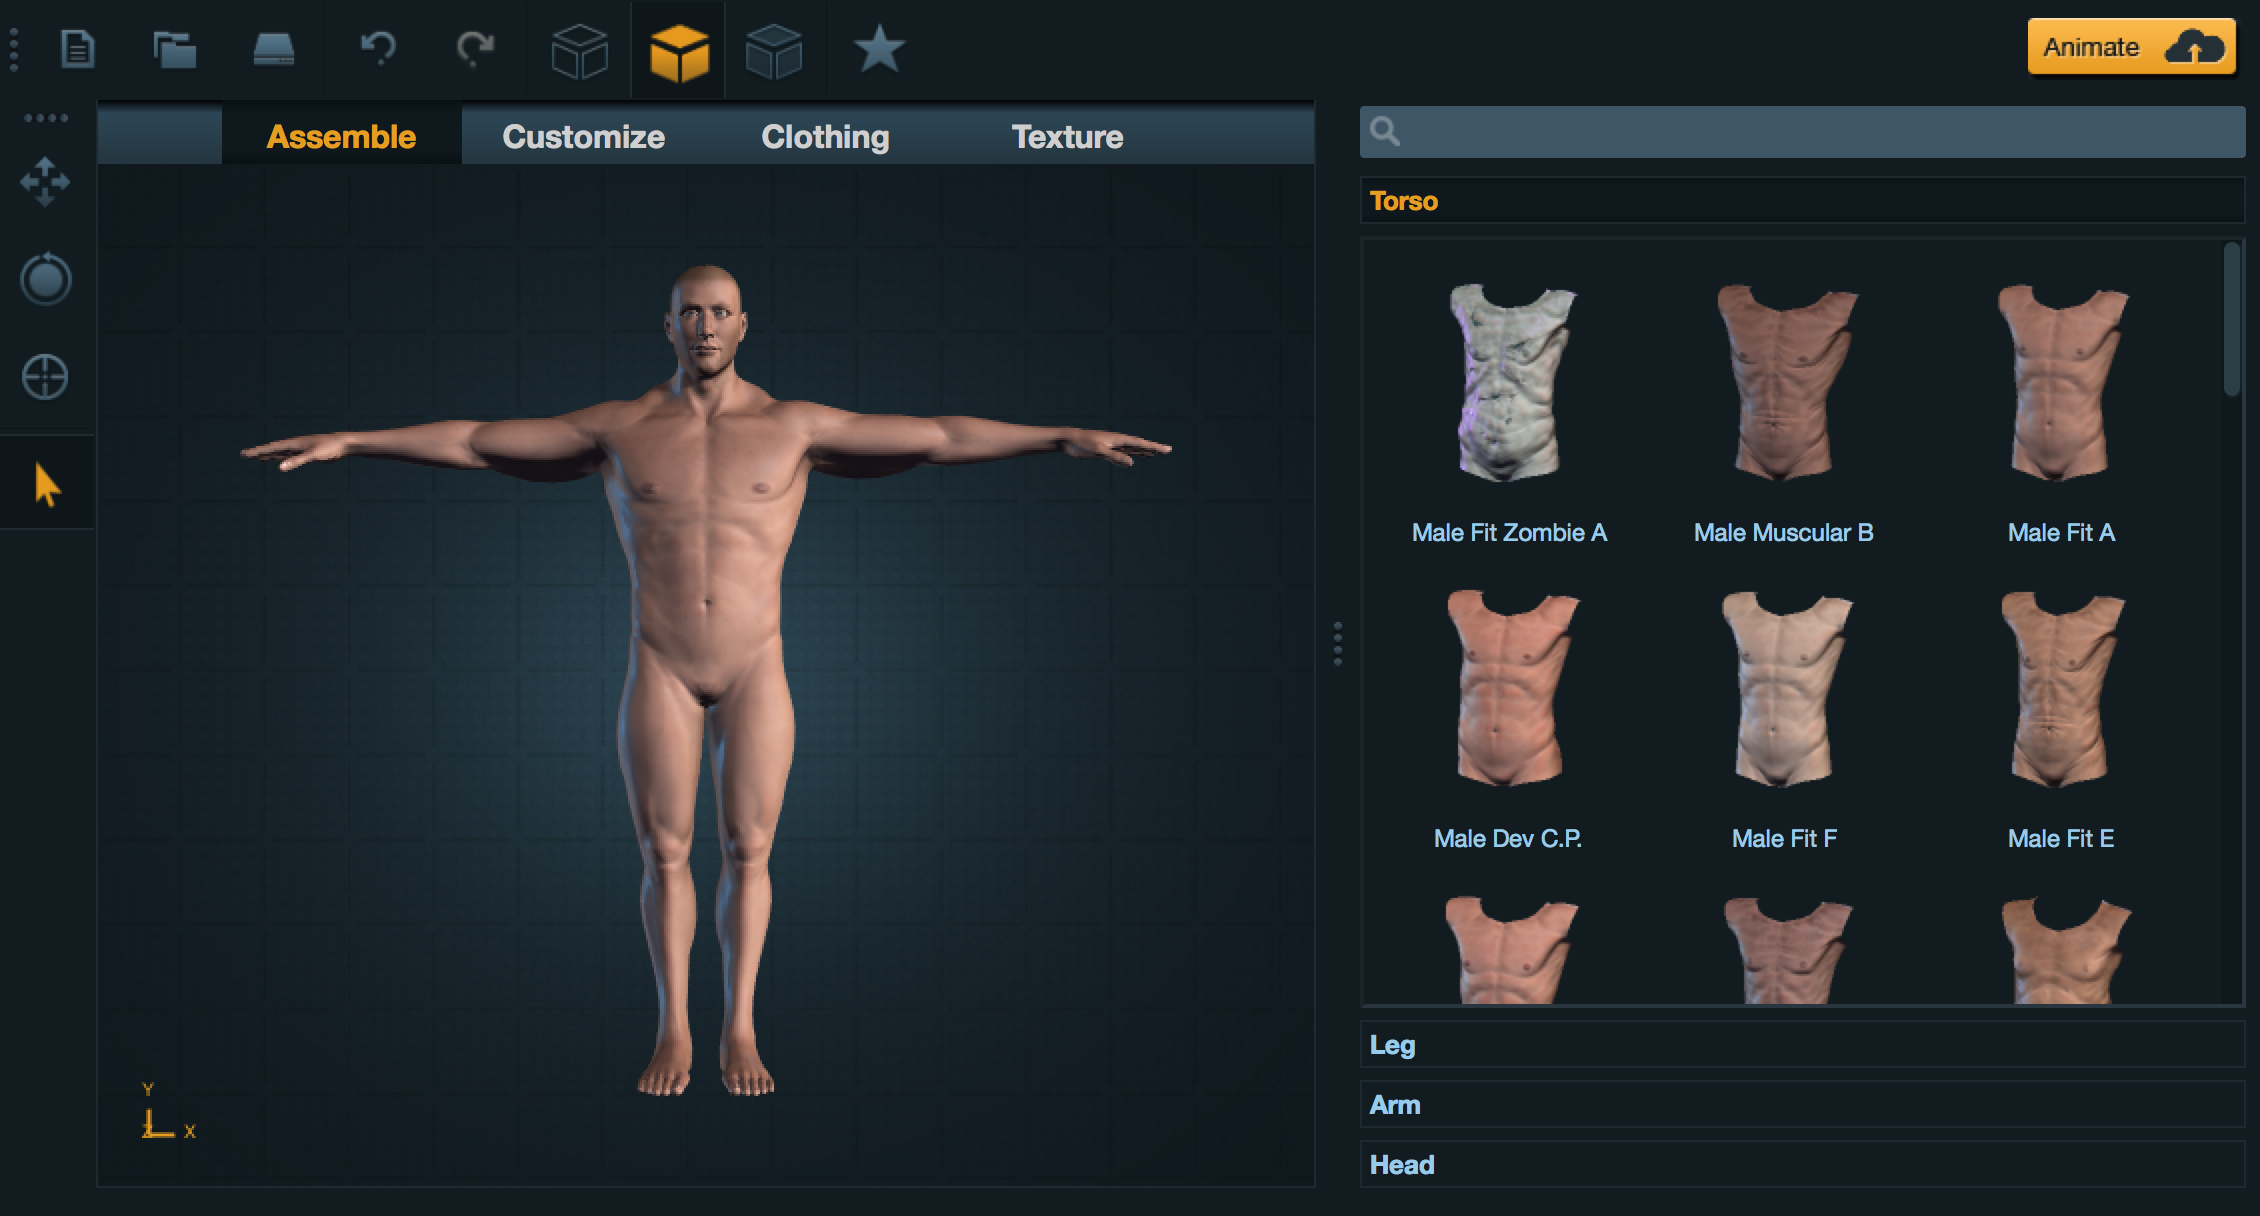 Animate
Assemble
Customize
Clothing
Texture
Torso
Male Fit Zombie A
Male Muscular B
Male Fit A
Male Dev C.P.
Male Fit F
Male Fit E
Leg
Arm
Head
Y
X